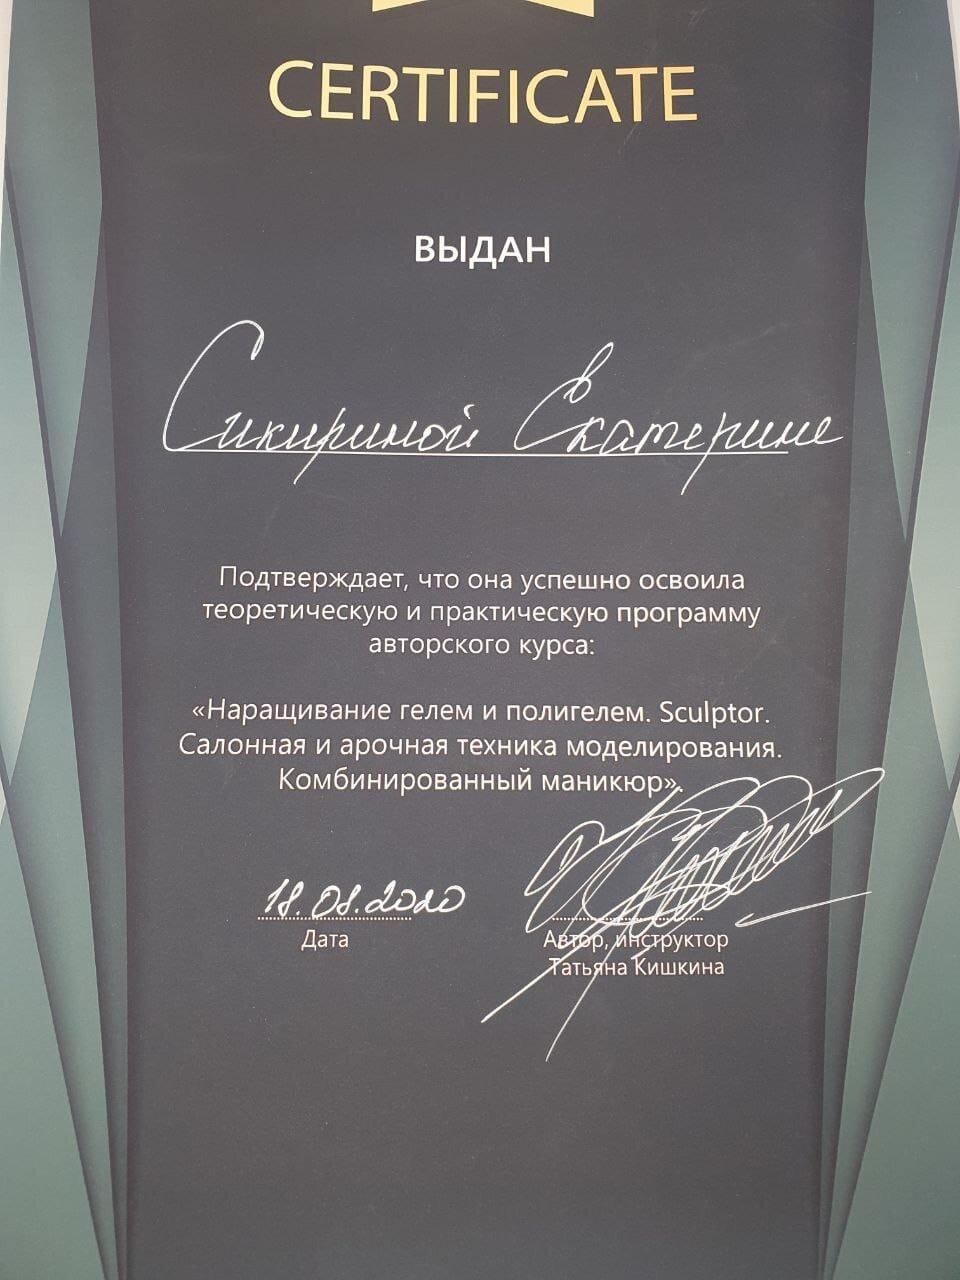 CERTIFICATE
ВЫДАН
Сикириной Екатерине
Подтверждает, что она успешно освоила
теоретическую и практическую программу
авторского курса:
«Наращивание гелем и полигелем. Sculptor.
Салонная и арочная техника моделирования.
Комбинированный маникюр».
18.08.2020
Дата
Автор, инструктор
Татьяна Кишкина